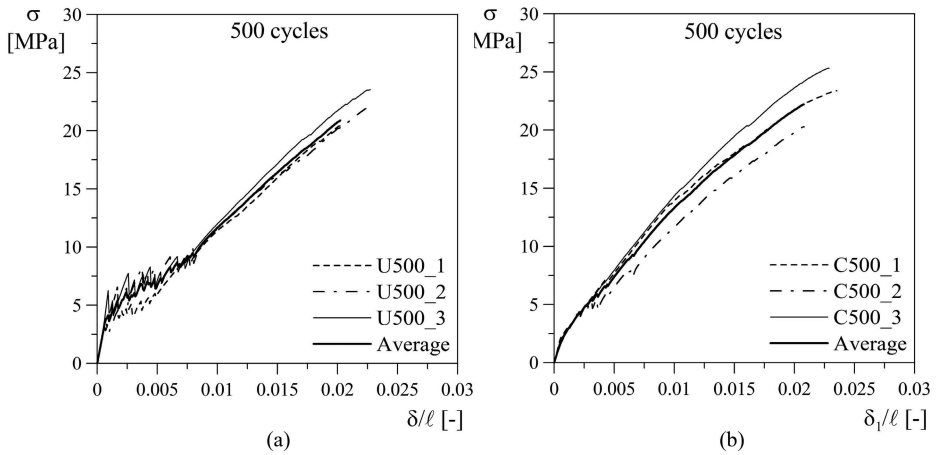 σ
[MPa]
500 cycles
30
25
20
15
10
5
0
U500_1
U500_2
U500_3
Average
0 0.005 0.01 0.015 0.02 0.025 0.03
δ/ℓ [-]
(a)
σ
MPa]
500 cycles
30
25
20
15
10
5
0
C500_1
C500_2
C500_3
Average
0 0.005 0.01 0.015 0.02 0.025 0.03
δ₁/ℓ [-]
(b)